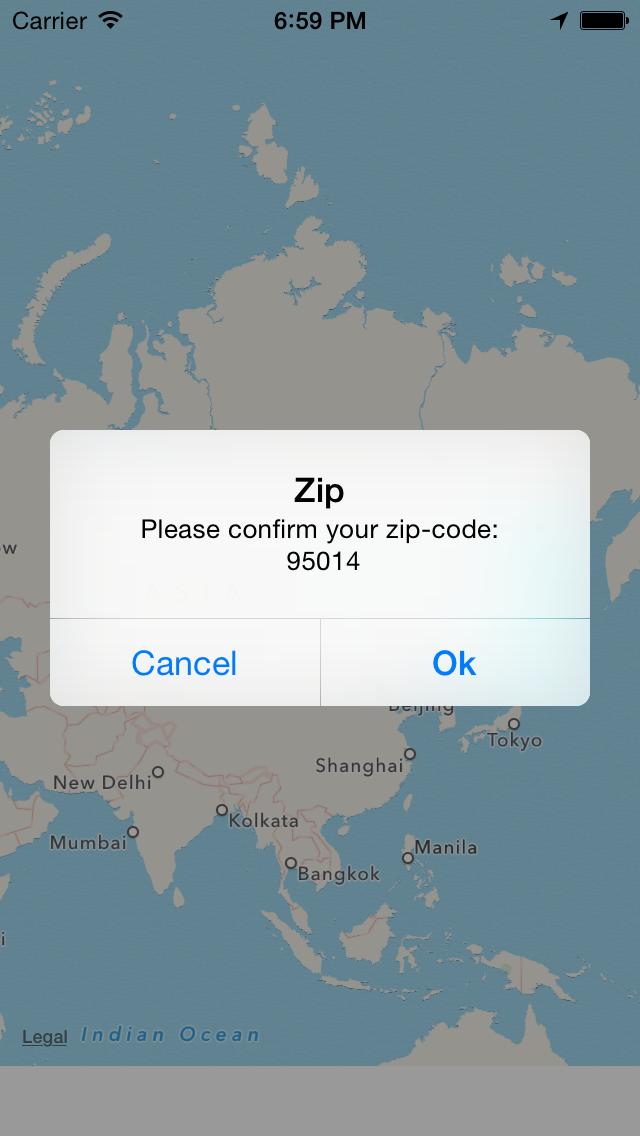 Carrier 6:59 PM
Zip
Please confirm your zip-code:
95014
ASIA
Cancel Ok
Beijing
Tokyo
Shanghai
New Delhi
Kolkata
Mumbai
Manila
Bangkok
Legal Indian Ocean